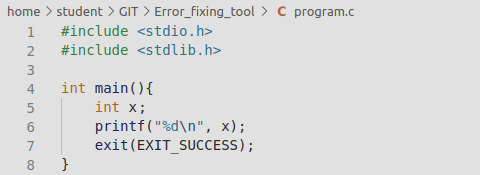 home > student > GIT > Error_fixing_tool > C program.c
1 #include <stdio.h>
2 #include <stdlib.h>
3
4 int main(){
5     int x;
6     printf("%d\n", x);
7     exit(EXIT_SUCCESS);
8 }